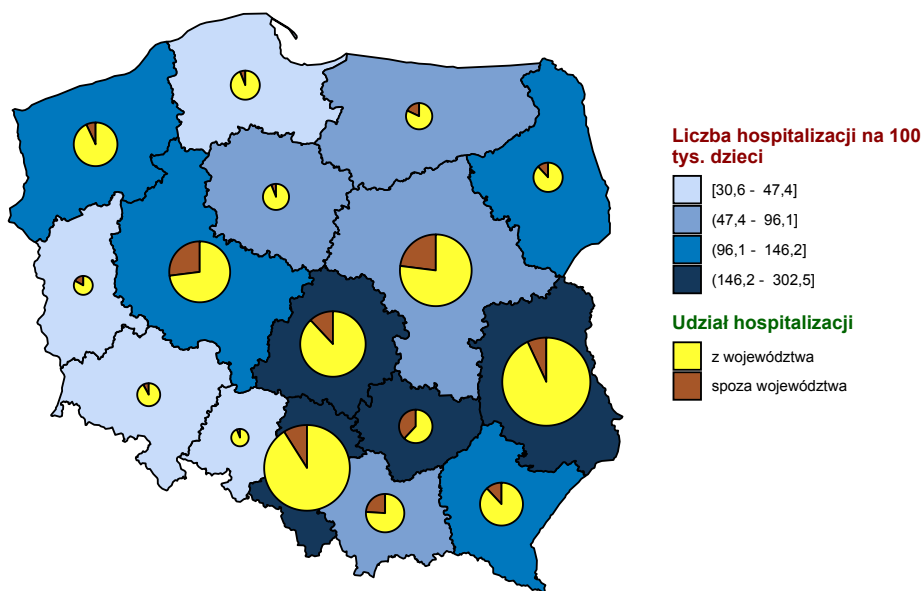 Liczba hospitalizacji na 100
tys. dzieci
[30,6 - 47,4]
(47,4 - 96,1]
(96,1 - 146,2]
(146,2 - 302,5]
Udział hospitalizacji
z województwa
spoza województwa